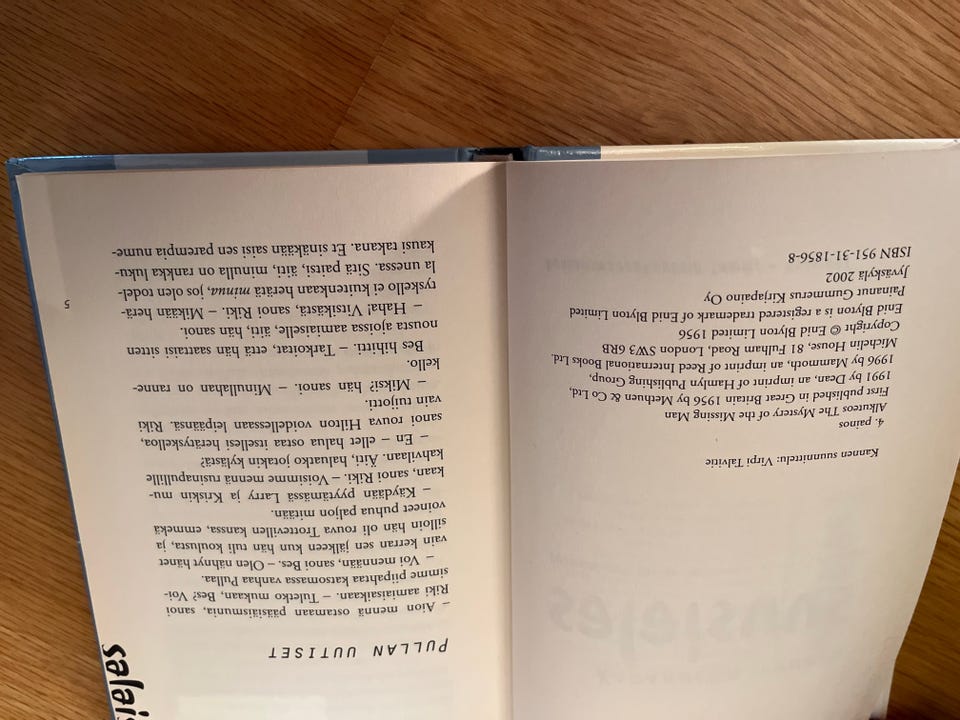 Kannen suunnittelu: Virpi Talvitie
4. painos
Alkuteos The Mystery of the Missing Man
First published in Great Britain 1956 by Methuen & Co Ltd,
1991 by Dean, an imprint of Hamlyn Publishing Group,
1996 by Mammoth, an imprint of Reed International Books Ltd.
Michelin House, 81 Fulham Road, London SW3 6RB
Copyright © Enid Blyton Limited 1956
Enid Blyton is a registered trademark of Enid Blyton Limited
Painanut Gummerus Kirjapaino Oy
Jyväskylä 2002
ISBN 951-31-1856-8
salais
PULLAN UUTISET
– Aion mennä ostamaan pääsiäismunia, sanoi
Riki aamiaisaikaan. – Tuletko mukaan, Bes? Voi-
simme piipahtaa katsomassa vanhaa Pullaa.
– Voi mennään, sanoi Bes. – Olen nähnyt hänet
vain kerran sen jälkeen kun hän tuli koulusta, ja
silloin hän oli rouva Trottevillen kanssa, emmekä
voineet puhua paljon mitään.
– Käydään pyytämässä Larry ja Kriskin mu-
kaan, sanoi Riki. – Voisimme mennä rusinapullille
kahvilaan. Äiti, haluatko jotakin kylästä?
– En – ellet halua ostaa itsellesi herätyskelloa,
sanoi rouva Hilton voidellessaan leipäänsä. Riki
vain tuijotti.
– Miksi? hän sanoi. – Minullahan on ranne-
kello.
Bes hihitti. – Tarkoitat, että hän saattaisi sitten
nousta ajoissa aamiaiselle, äiti, hän sanoi.
– Haha! Vitsikästä, sanoi Riki. – Mikään herä-
tyskello ei kuitenkaan herätä minua, jos olen todel-
la unessa. Sitä paitsi, äiti, minulla on rankka luku-
kausi takana. Et sinäkään saisi sen parempia nume-
5